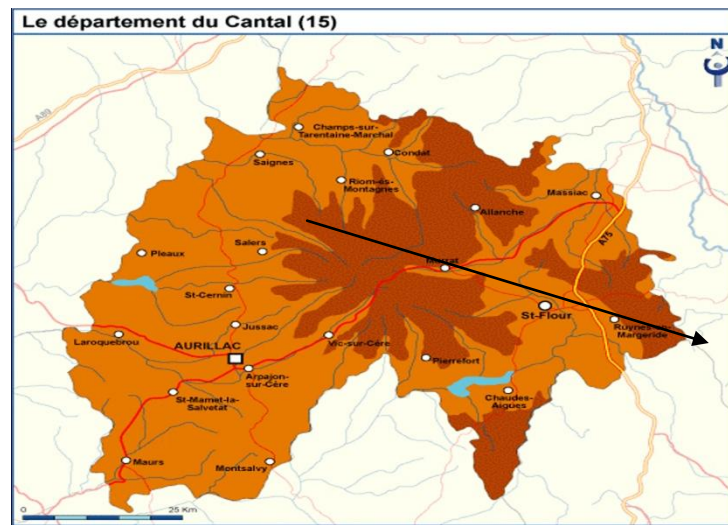 Le département du Cantal (15)
N
A89
Champs-sur-
Tarentaine-Marchal
Condat
Saignes
Riom-ès-
Montagnes
Massiac
Allanche
A75
Salers
Pleaux
Murat
St-Cernin
St-Flour
Jussac
Ruynes-en-
Margeride
Laroquebrou
Vic-sur-Cère
AURILLAC
Pierrefort
Arpajon-
sur-Cère
St-Mamet-la-
Salvetat
Chaudes-
Aigues
Maurs
Montsalvy
0
25 Km